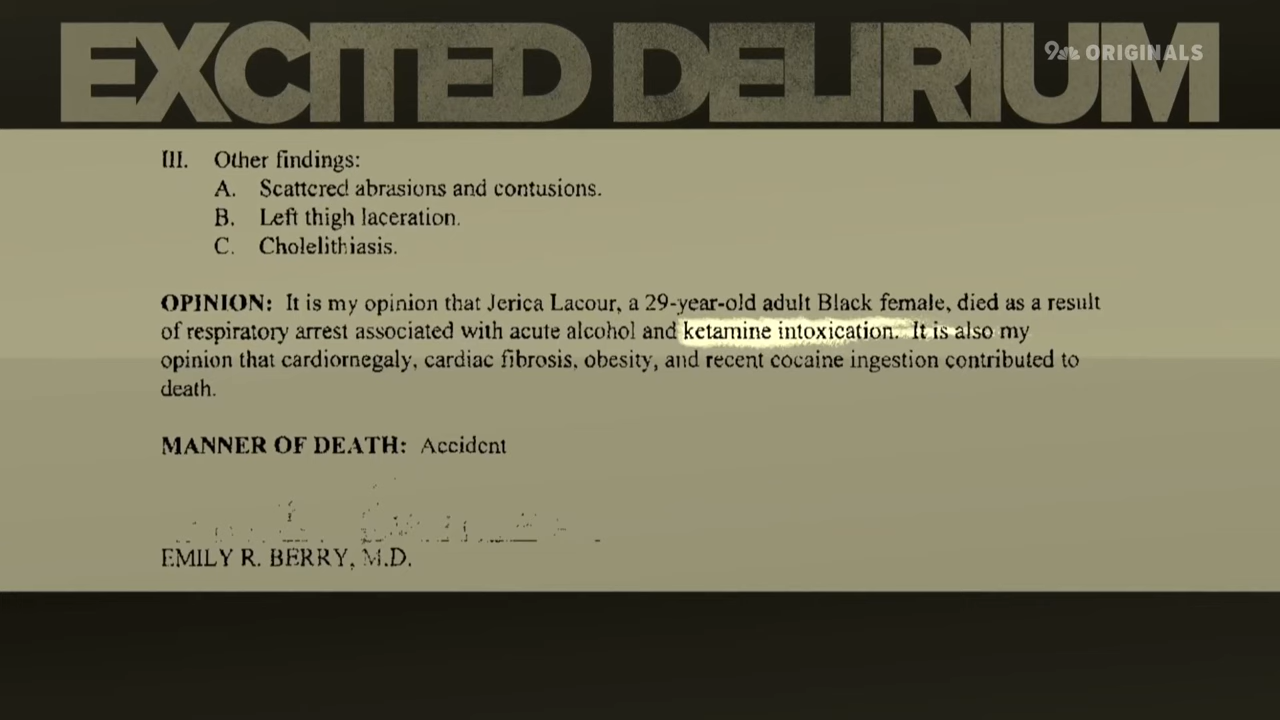 EXCITED DELIRIUM
9 ORIGINALS
III. Other findings:
A. Scattered abrasions and contusions.
B. Left thigh laceration.
C. Cholelithiasis.
OPINION: It is my opinion that Jerica Lacour, a 29-year-old adult Black female, died as a result
of respiratory arrest associated with acute alcohol and ketamine intoxication. It is also my
opinion that cardiornegaly, cardiac fibrosis, obesity, and recent cocaine ingestion contributed to
death.
MANNER OF DEATH: Accident
EMILY R. BERRY, M.D.